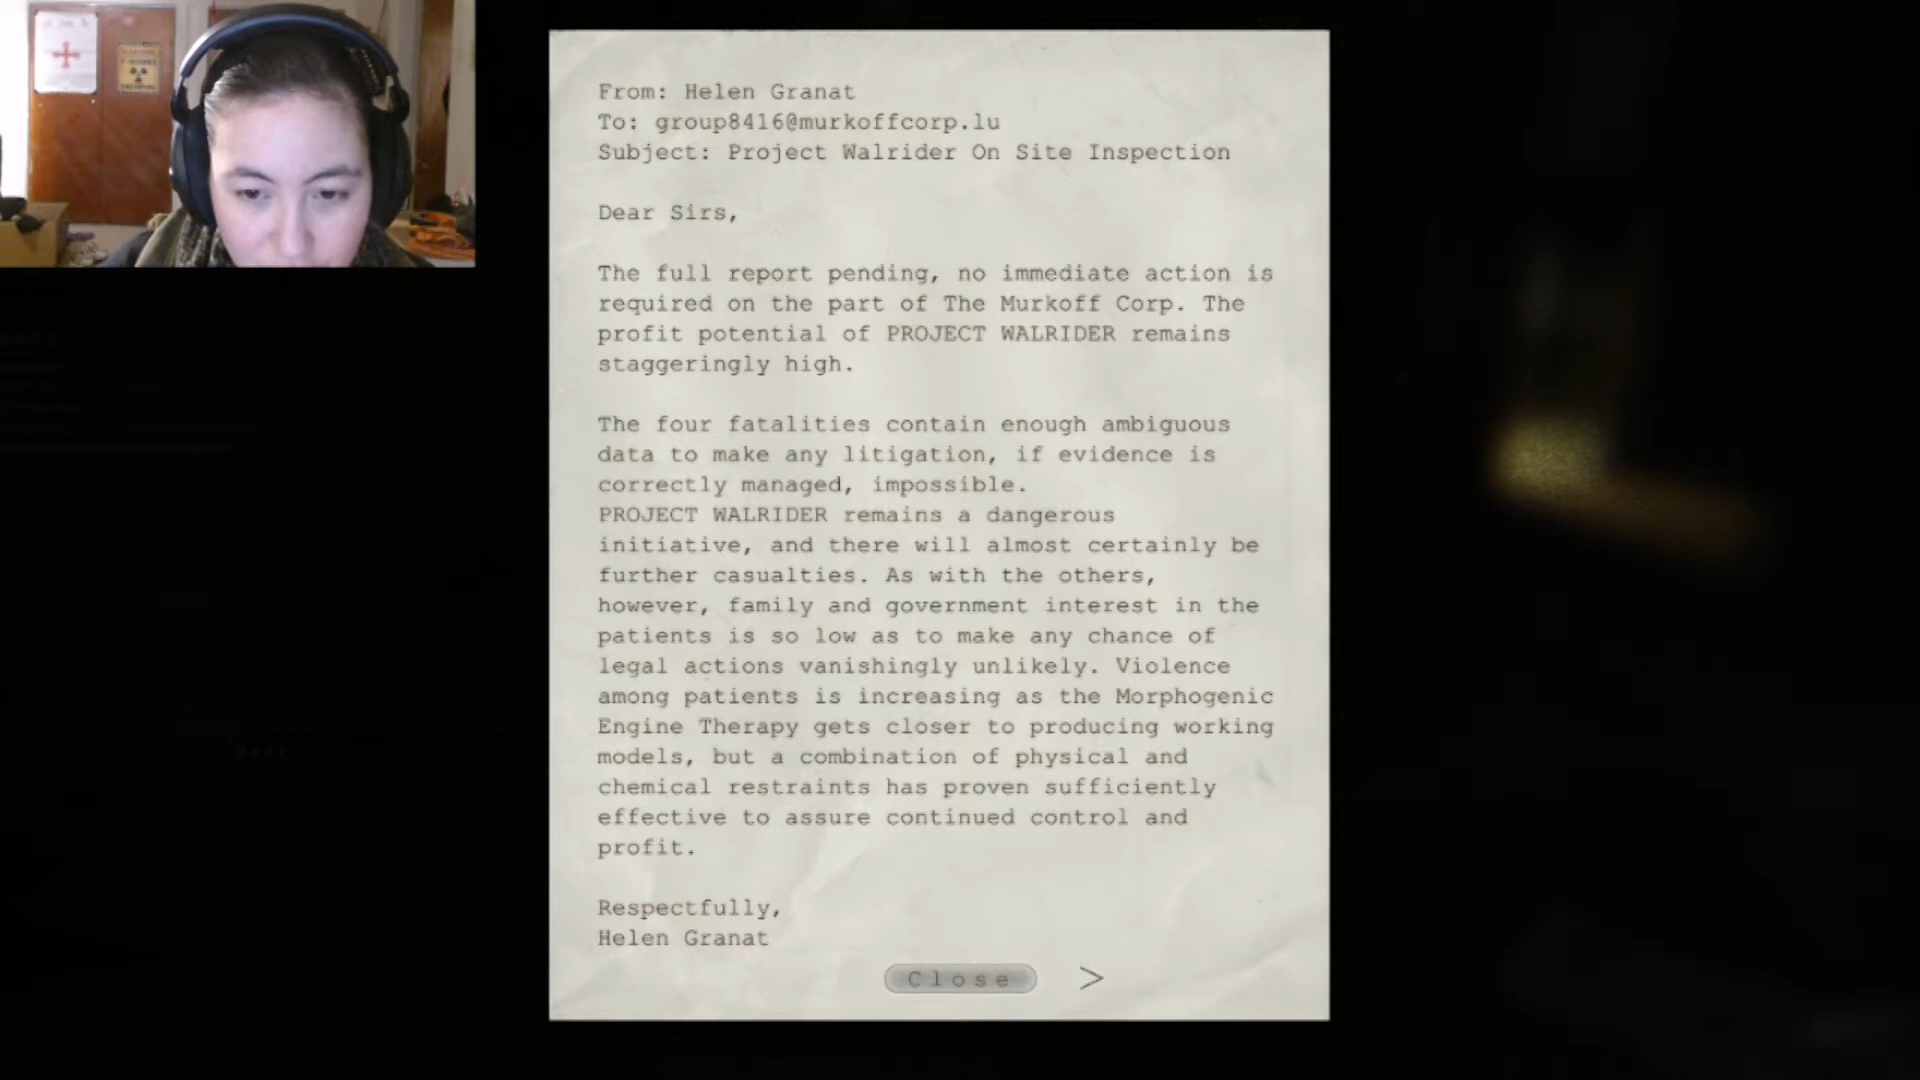 From: Helen Granat
To: group8416@murkoffcorp.lu
Subject: Project Walrider On Site Inspection
Dear Sirs,
The full report pending, no immediate action is
required on the part of The Murkoff Corp. The
profit potential of PROJECT WALRIDER remains
staggeringly high.
The four fatalities contain enough ambiguous
data to make any litigation, if evidence is
correctly managed, impossible.
PROJECT WALRIDER remains a dangerous
initiative, and there will almost certainly be
further casualties. As with the others,
however, family and government interest in the
patients is so low as to make any chance of
legal actions vanishingly unlikely. Violence
among patients is increasing as the Morphogenic
Engine Therapy gets closer to producing working
models, but a combination of physical and
chemical restraints has proven sufficiently
effective to assure continued control and
profit.
Respectfully,
Helen Granat
Close >